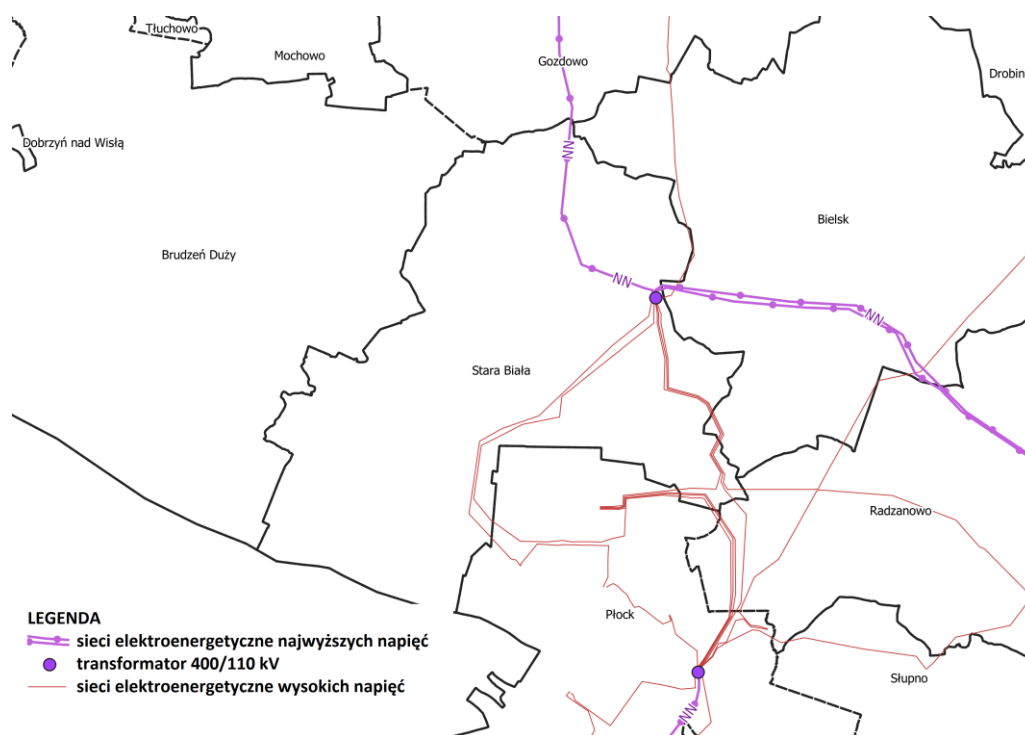 Tłuchowo
Mochowo
Gozdowo
Drobin
Dobrzyń nad Wisłą
NN
Bielsk
Brudzeń Duży
NN
NN
Stara Biała
Radzanowo
Płock
Słupno
NN
LEGENDA
sieci elektroenergetyczne najwyższych napięć
transformator 400/110 kV
sieci elektroenergetyczne wysokich napięć